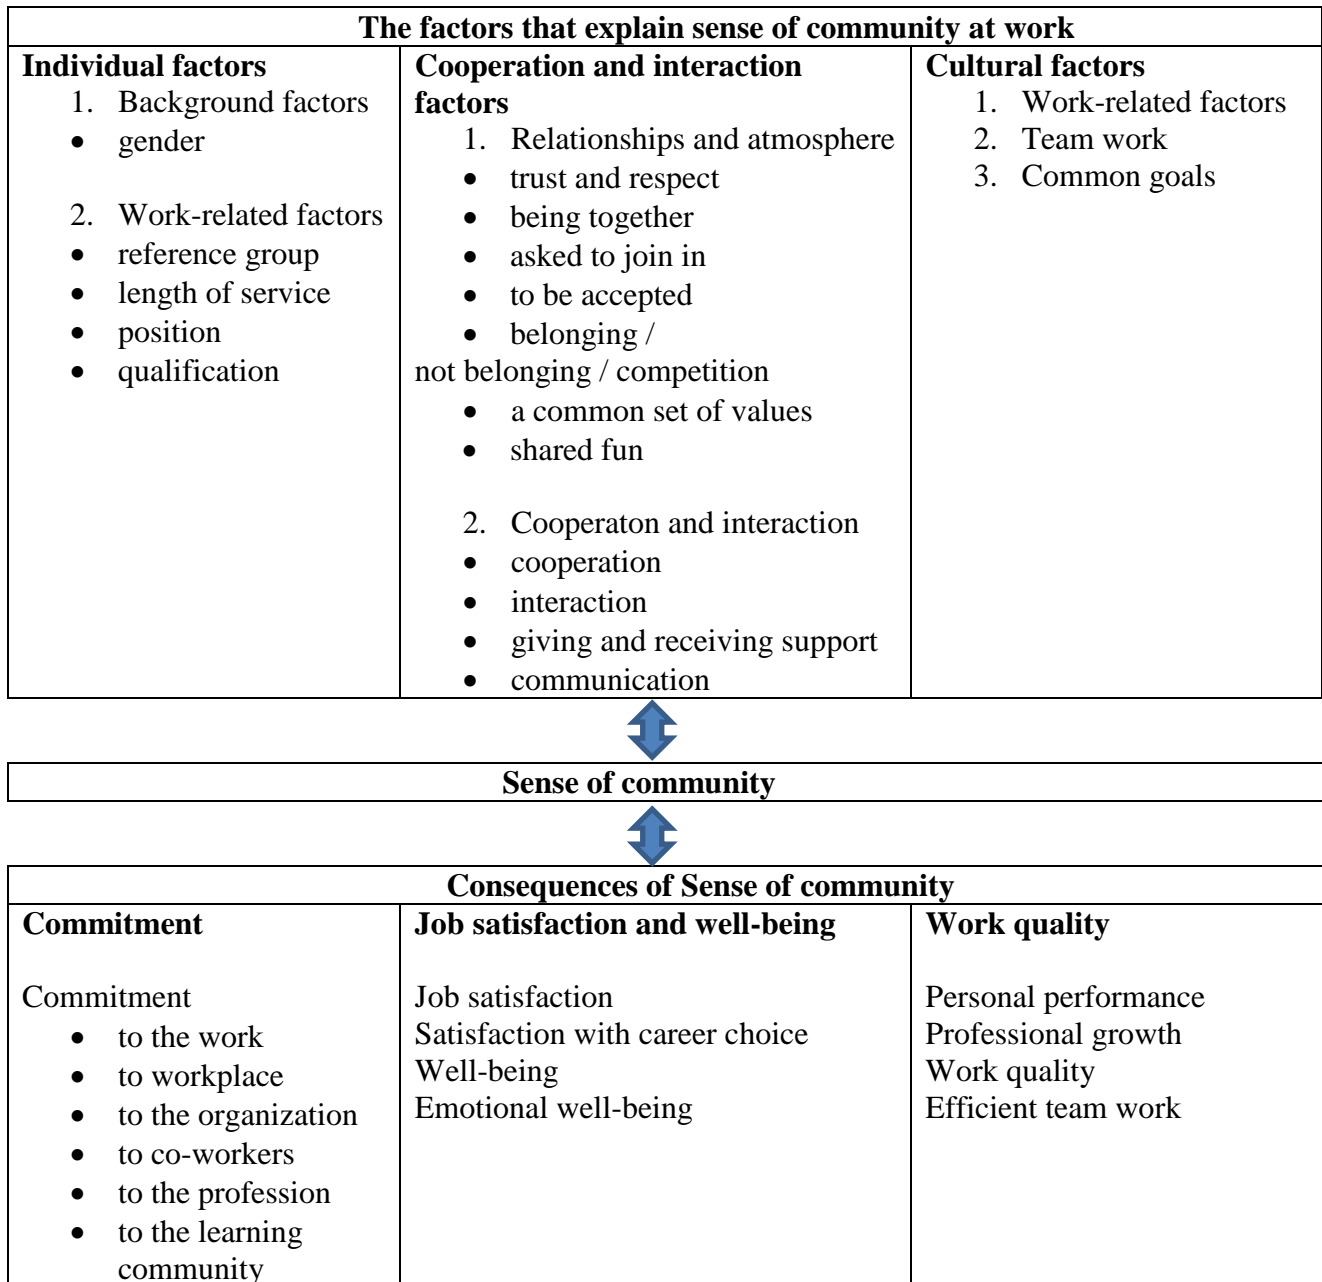 The factors that explain sense of community at work
Individual factors
1. Background factors
• gender
2. Work-related factors
• reference group
• length of service
• position
• qualification
Cooperation and interaction
factors
1. Relationships and atmosphere
• trust and respect
• being together
• asked to join in
• to be accepted
• belonging /
not belonging / competition
• a common set of values
• shared fun
2. Cooperaton and interaction
• cooperation
• interaction
• giving and receiving support
• communication
Cultural factors
1. Work-related factors
2. Team work
3. Common goals
Sense of community
Consequences of Sense of community
Commitment
Commitment
• to the work
• to workplace
• to the organization
• to co-workers
• to the profession
• to the learning
community
Job satisfaction and well-being
Job satisfaction
Satisfaction with career choice
Well-being
Emotional well-being
Work quality
Personal performance
Professional growth
Work quality
Efficient team work